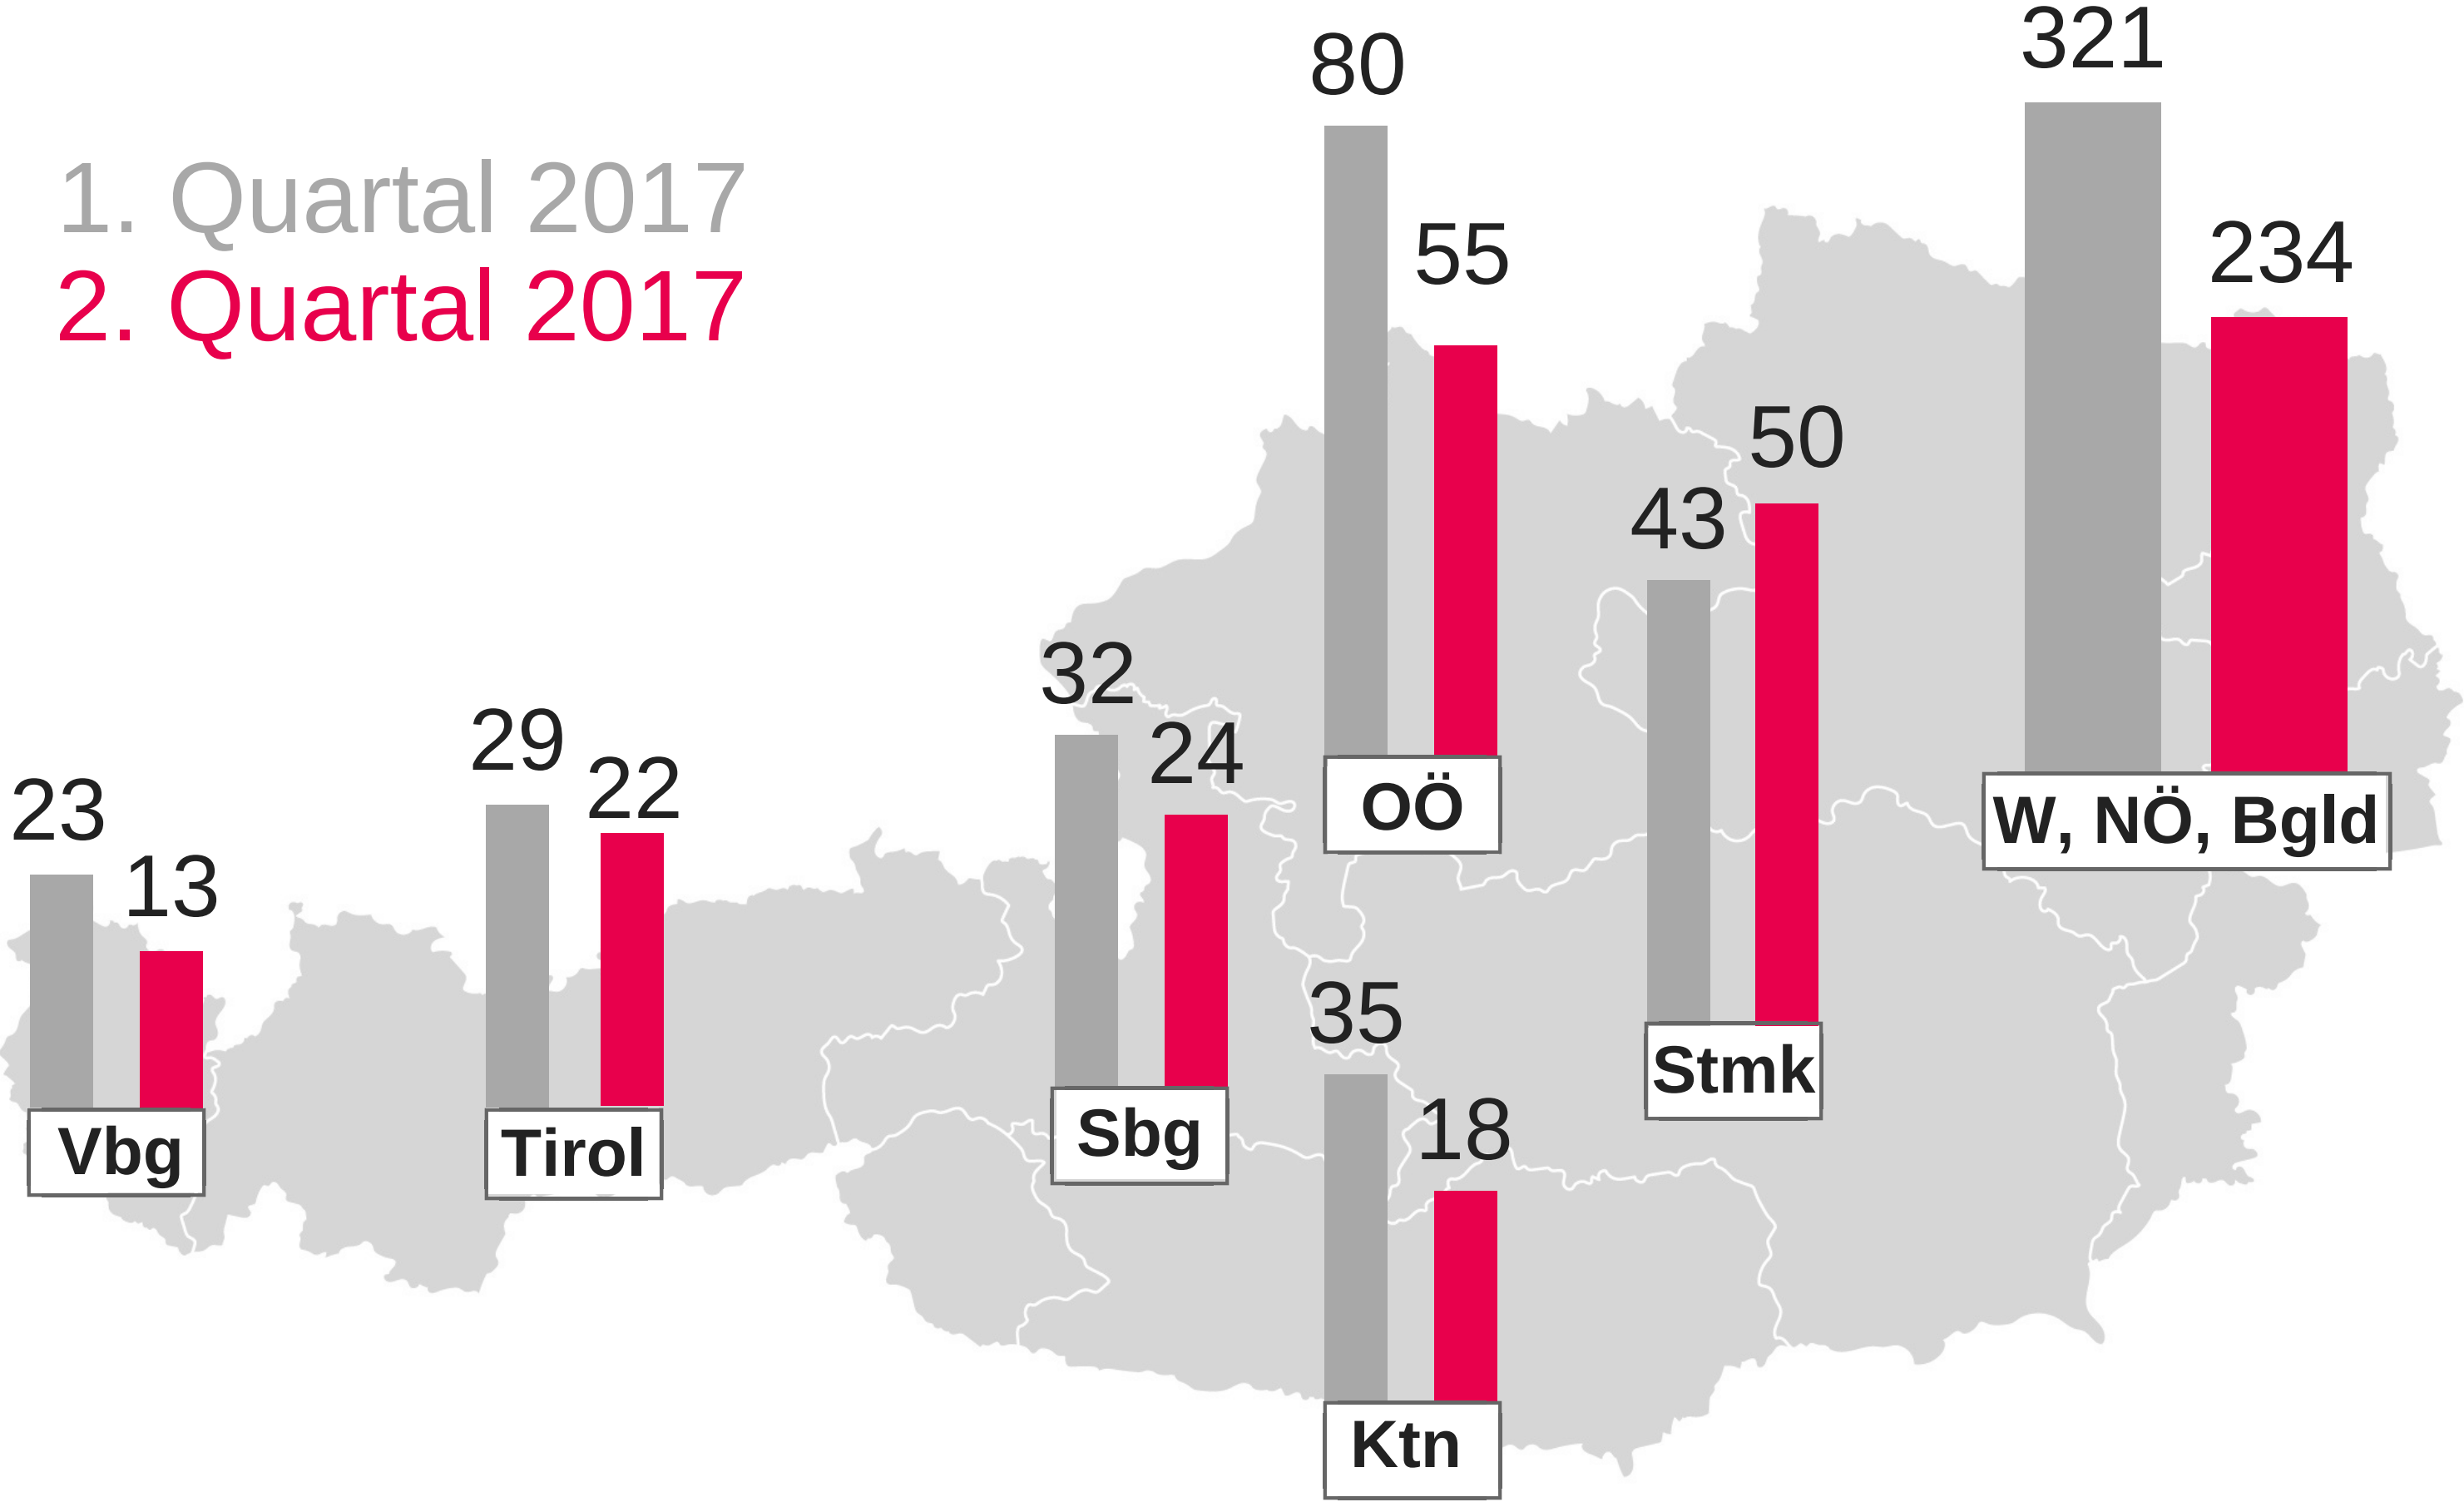 1. Quartal 2017
2. Quartal 2017
23
13
Vbg
29
22
Tirol
32
24
Sbg
80
55
OÖ
35
18
Ktn
43
50
Stmk
321
234
W, NÖ, Bgld